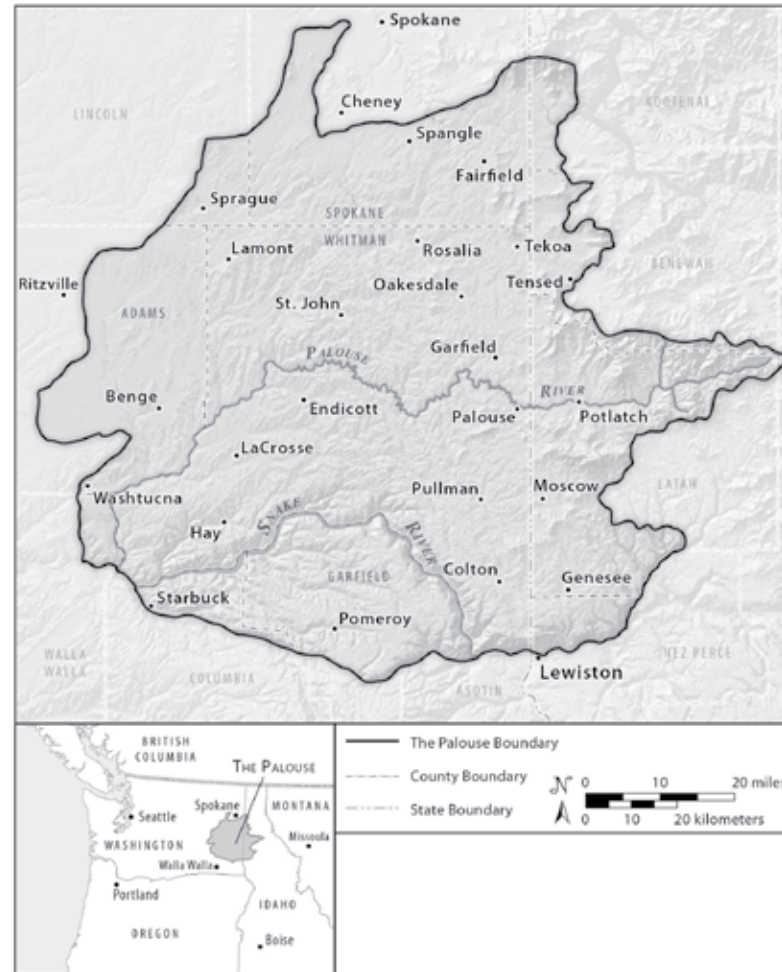 Spokane
Cheney
LINCOLN
KOOTENAI
Spangle
Fairfield
Sprague
SPOKANE
WHITMAN
Lamont
Rosalia
Tekoa
BENEWAH
Ritzville
Oakesdale
Tensed
ADAMS
St. John
Garfield
PALOUSE
RIVER
Benge
Endicott
Palouse
Potlatch
LaCrosse
Washtucna
Pullman
Moscow
LATAH
Hay
SNAKE
RIVER
GARFIELD
Colton
Genesee
Starbuck
Pomeroy
WALLA
WALLA
COLUMBIA
ASOTIN
NEZ PERCE
Lewiston
BRITISH
COLUMBIA
THE PALOUSE
Spokane
MONTANA
Seattle
WASHINGTON
Missoula
Walla Walla
Portland
IDAHO
OREGON
Boise
The Palouse Boundary
County Boundary
State Boundary
N
0 10 20 miles
0 10 20 kilometers